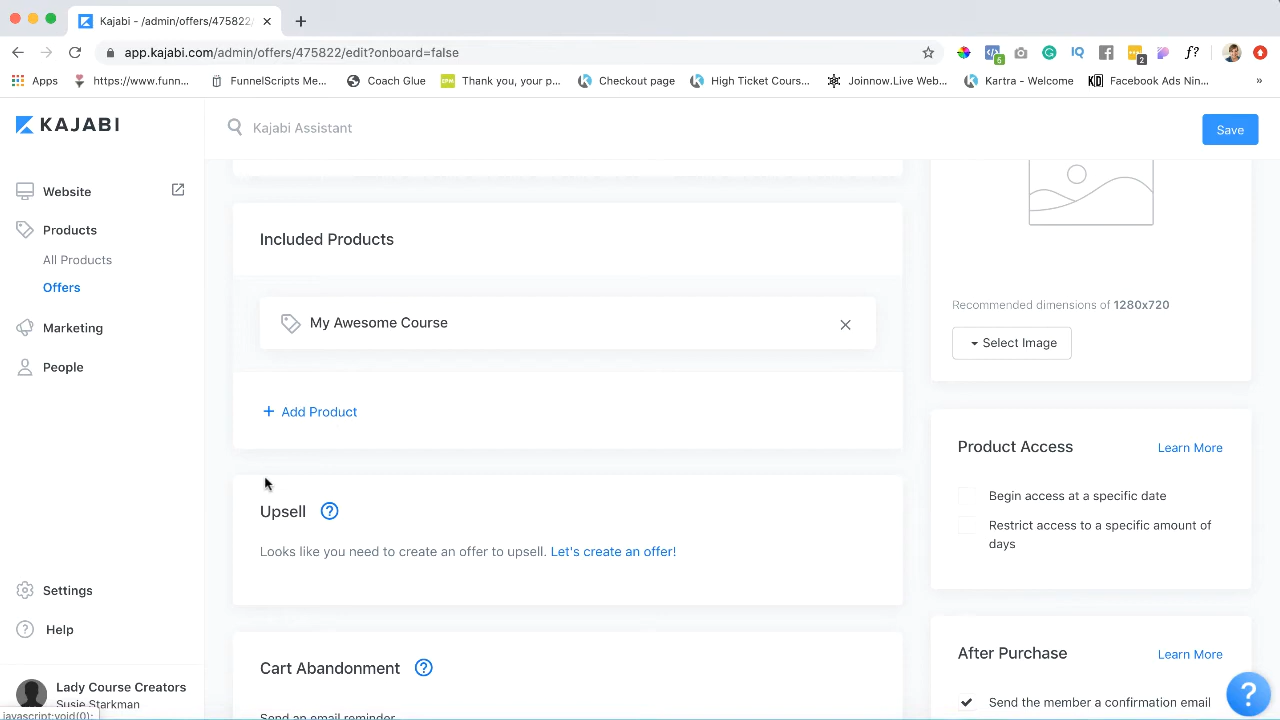 Kajabi - /admin/offers/475822/
app.kajabi.com/admin/offers/475822/edit?onboard=false
5
IQ
2
f?
Apps
https://www.funn...
FunnelScripts Me...
Coach Glue
EPM
Thank you, your p...
Checkout page
High Ticket Cours...
Joinnow.Live Web...
Kartra - Welcome
KD
Facebook Ads Nin...
»
KAJABI
Kajabi Assistant
Save
Website
Products
All Products
Offers
Marketing
People
Settings
Help
Lady Course Creators
Susie Starkman
javascript:void(0);
Included Products
My Awesome Course
+ Add Product
Upsell ?
Looks like you need to create an offer to upsell. Let's create an offer!
Cart Abandonment ?
Send an email reminder
Recommended dimensions of 1280x720
Select Image
Product Access
Learn More
Begin access at a specific date
Restrict access to a specific amount of
days
After Purchase
Learn More
Send the member a confirmation email
?